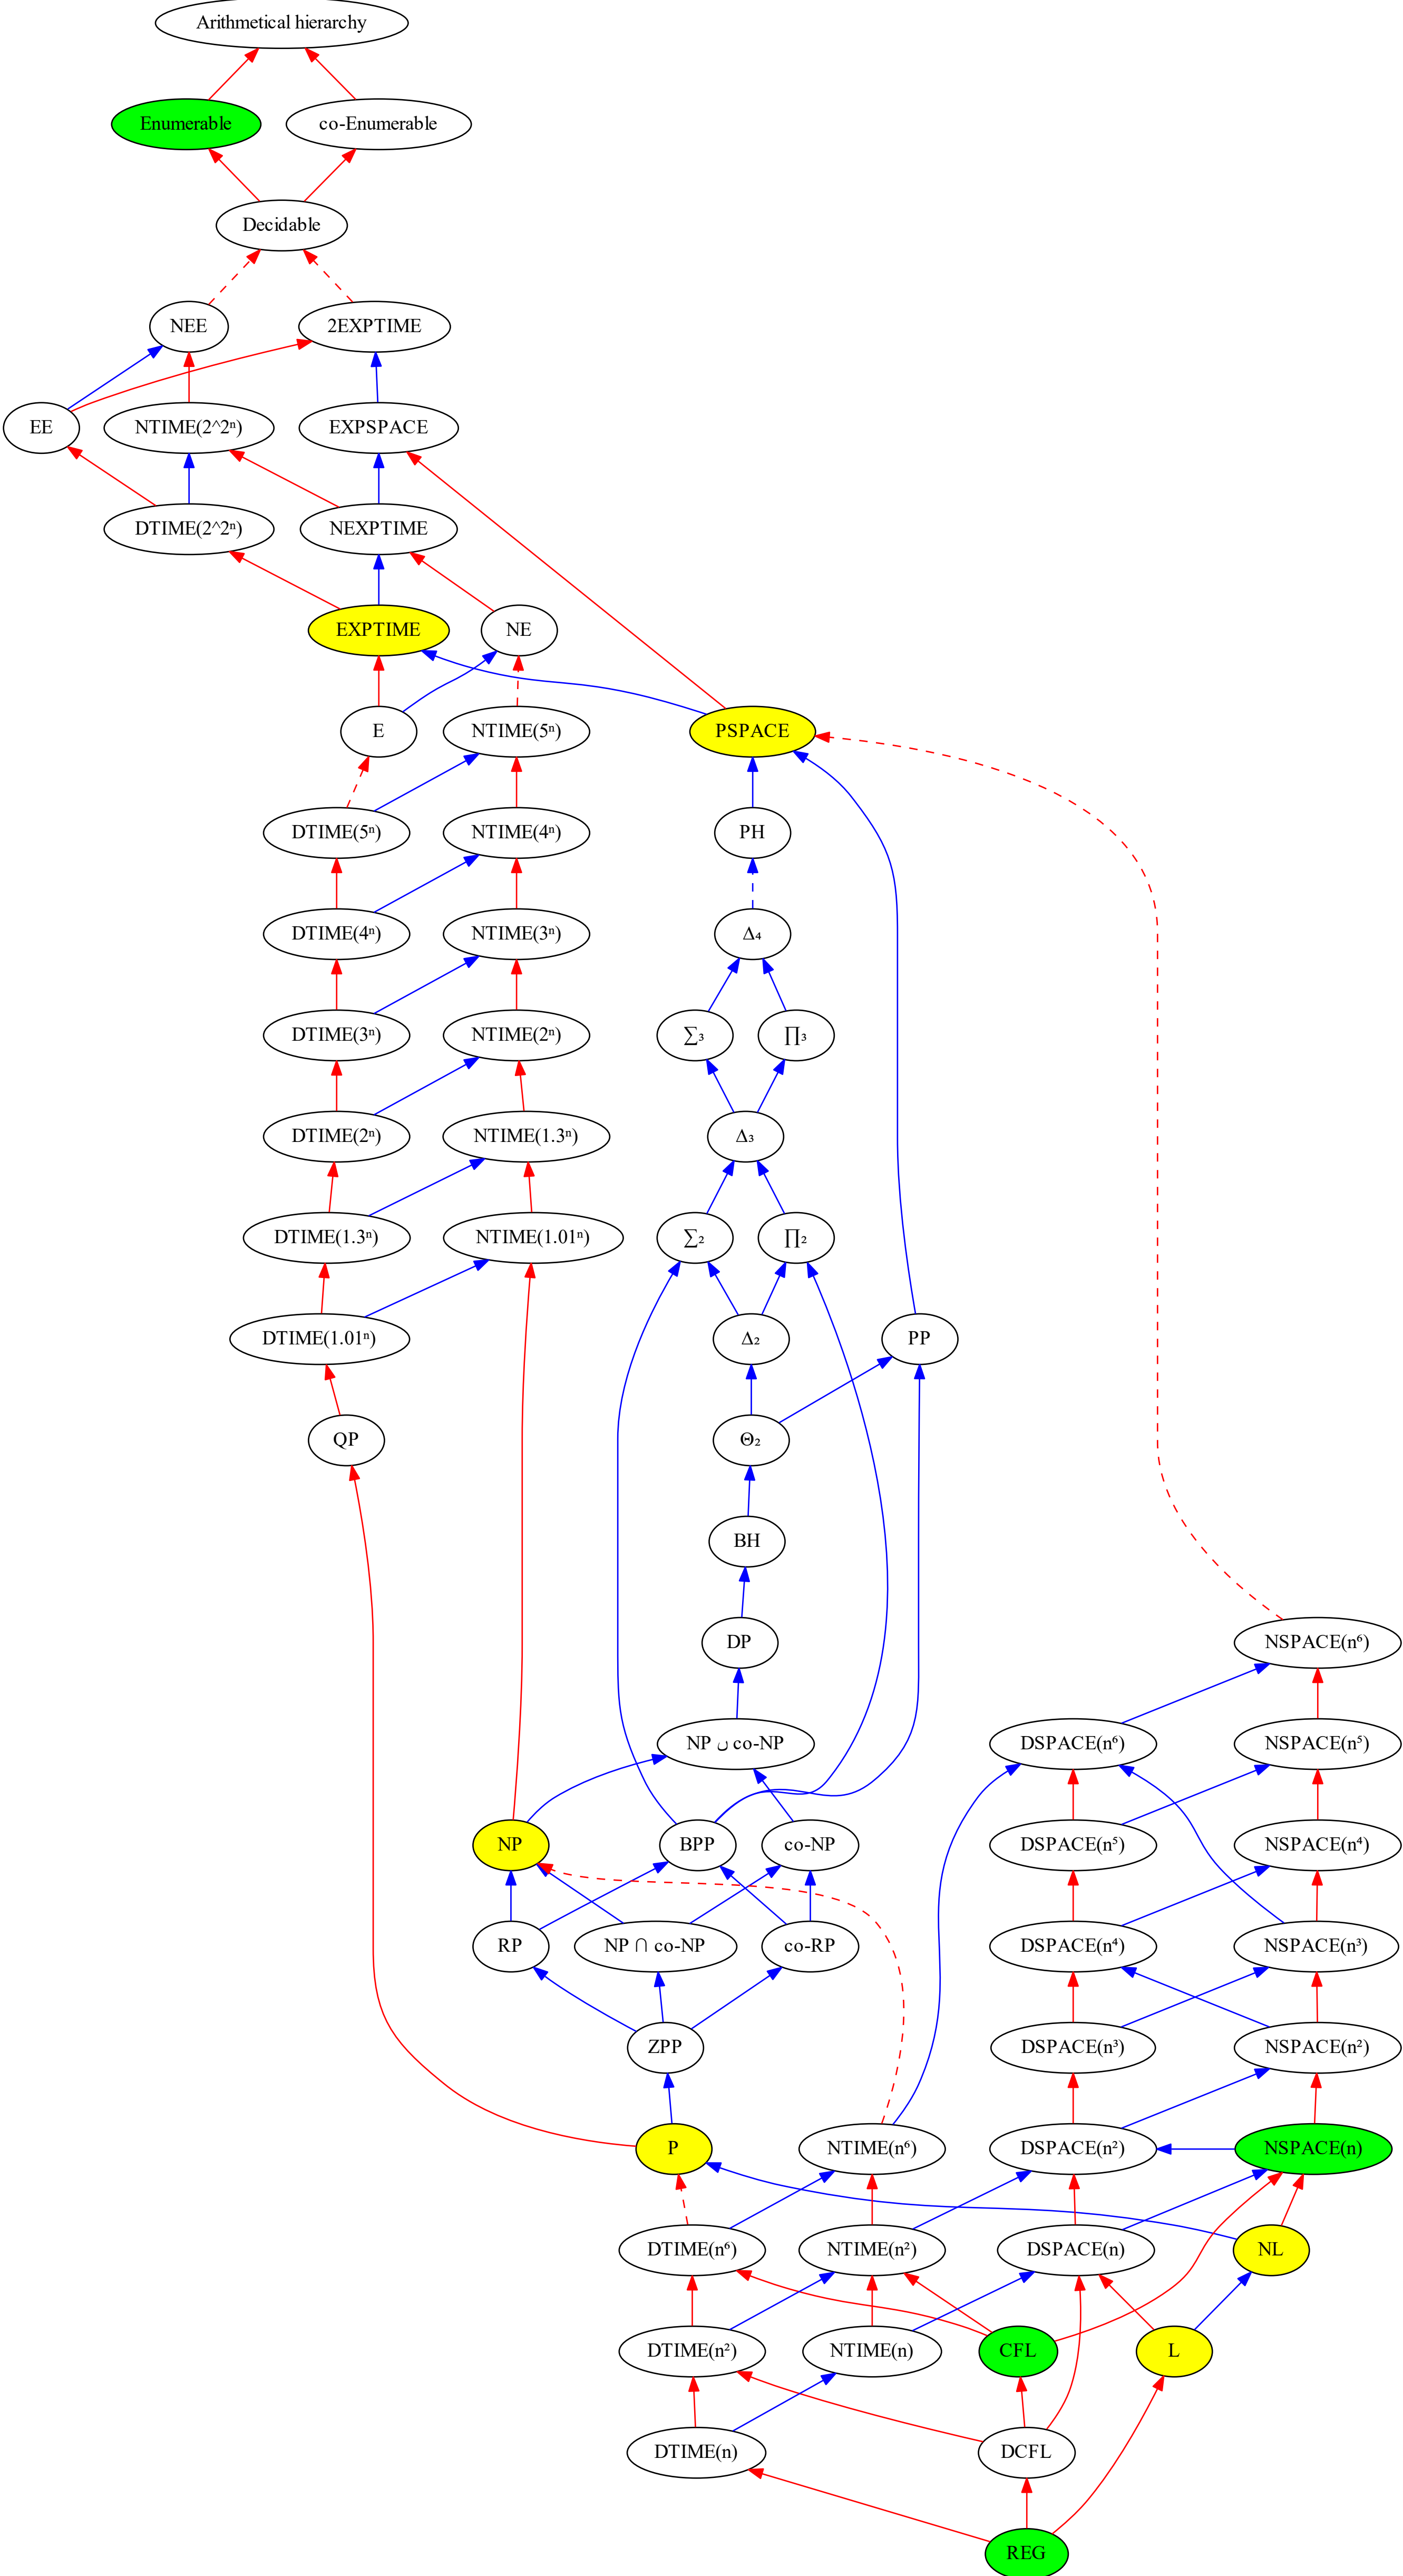 Arithmetical hierarchy
Enumerable
co-Enumerable
Decidable
NEE
2EXPTIME
EE
NTIME(2^2ⁿ)
EXPSPACE
DTIME(2^2ⁿ)
NEXPTIME
EXPTIME
NE
E
NTIME(5ⁿ)
PSPACE
DTIME(5ⁿ)
NTIME(4ⁿ)
PH
DTIME(4ⁿ)
NTIME(3ⁿ)
Δ₄
DTIME(3ⁿ)
NTIME(2ⁿ)
∑₃
∏₃
DTIME(2ⁿ)
NTIME(1.3ⁿ)
Δ₃
DTIME(1.3ⁿ)
NTIME(1.01ⁿ)
∑₂
∏₂
DTIME(1.01ⁿ)
Δ₂
PP
QP
Θ₂
BH
DP
NSPACE(n⁶)
NP ∪ co-NP
DSPACE(n⁶)
NSPACE(n⁵)
NP
BPP
co-NP
DSPACE(n⁵)
NSPACE(n⁴)
RP
NP ∩ co-NP
co-RP
DSPACE(n⁴)
NSPACE(n³)
ZPP
DSPACE(n³)
NSPACE(n²)
P
NTIME(n⁶)
DSPACE(n²)
NSPACE(n)
DTIME(n⁶)
NTIME(n²)
DSPACE(n)
NL
DTIME(n²)
NTIME(n)
CFL
L
DTIME(n)
DCFL
REG